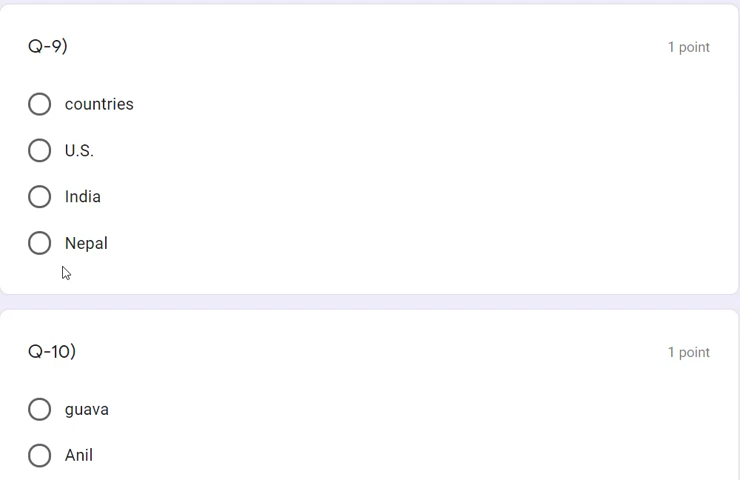 Q-9)
1 point
countries
U.S.
India
Nepal
Q-10)
1 point
guava
Anil